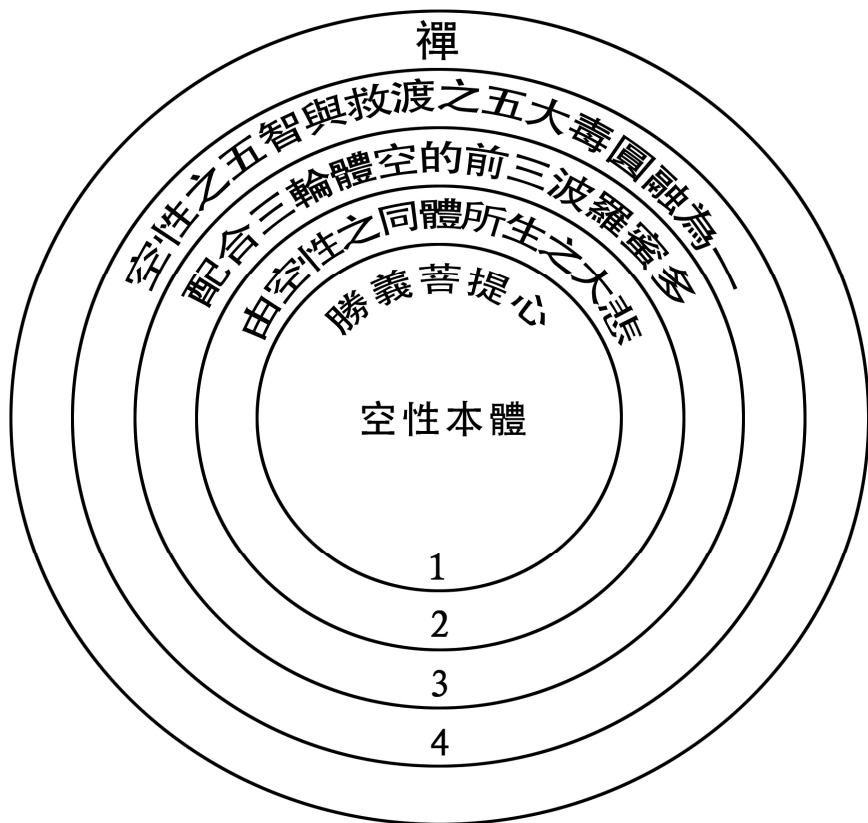 禪
空性之五智與救渡之五大毒圓融為一
配合三輪體空的前三波羅蜜多
由空性之同體所生之大悲
勝義菩提心
空性本體
1
2
3
4